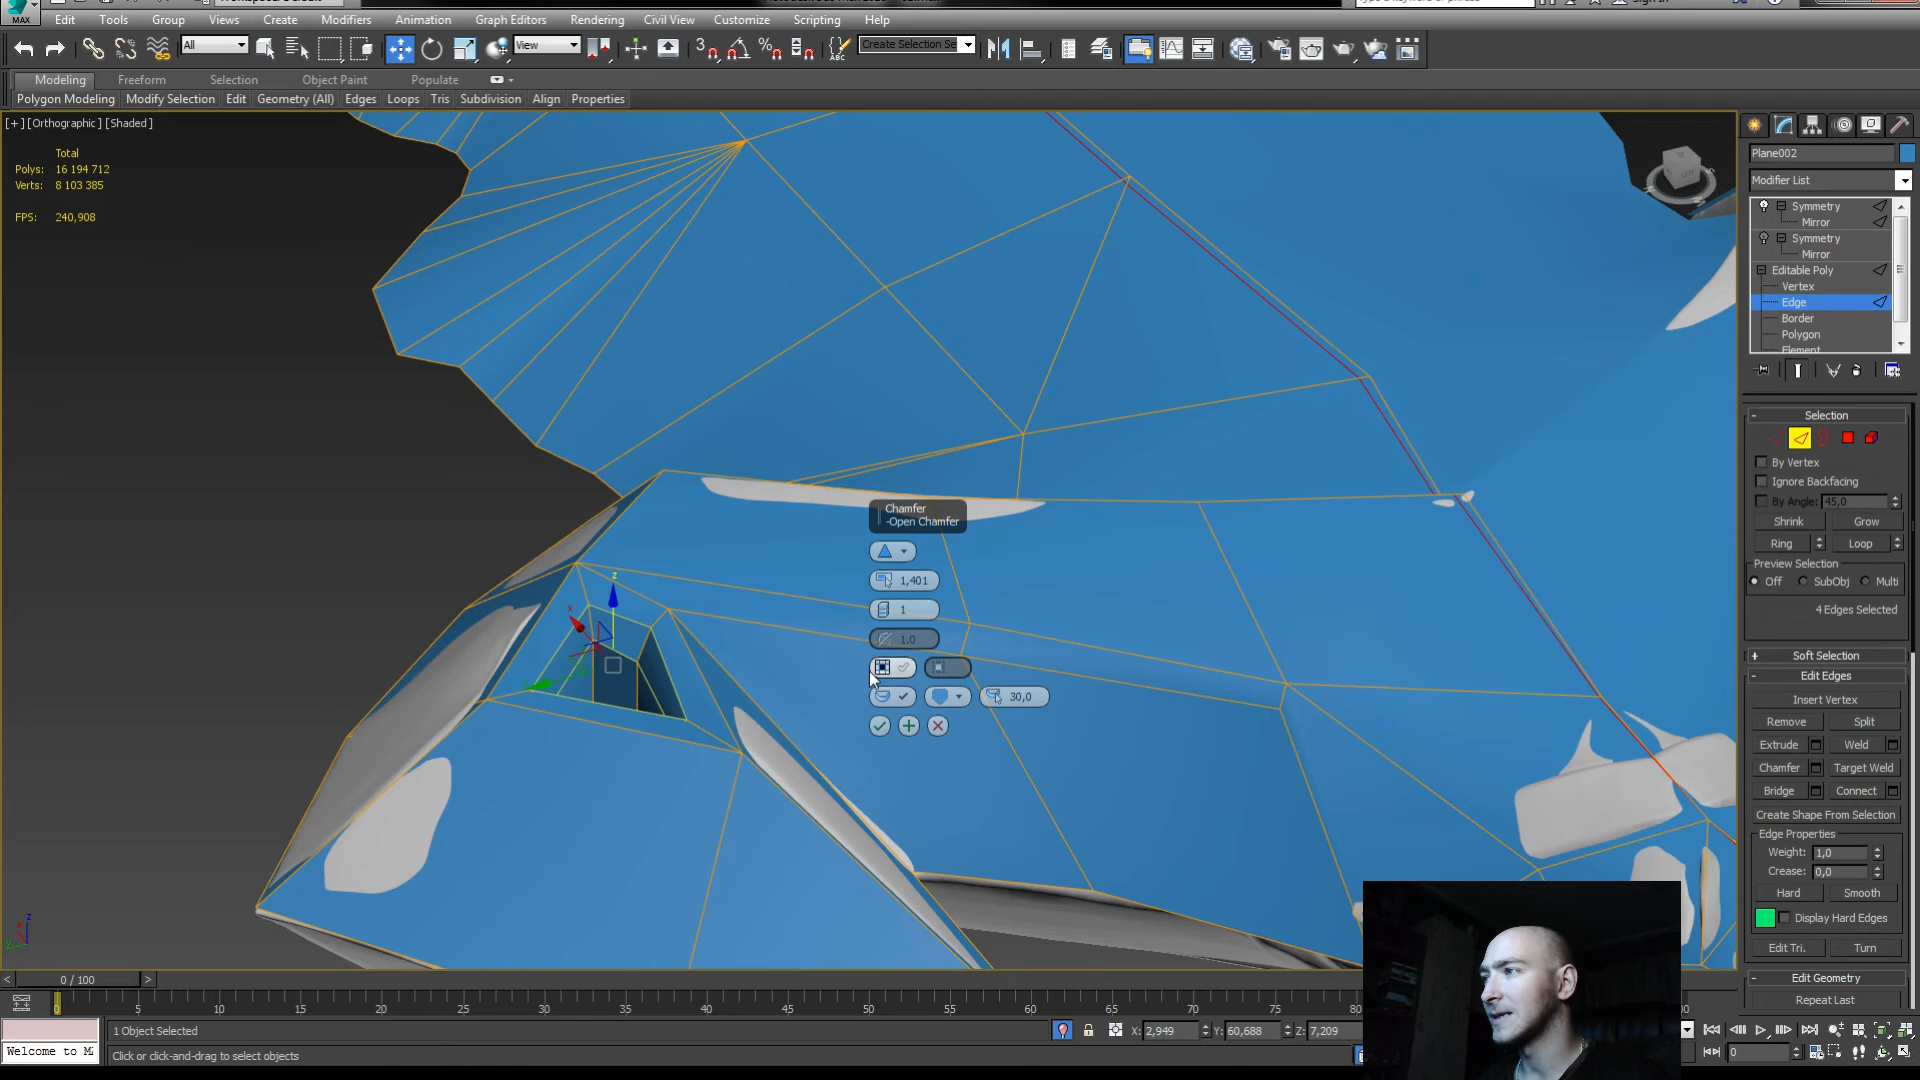 MAX
Edit Tools Group Views Create Modifiers Animation Graph Editors Rendering Civil View Customize Scripting Help
All View Create Selection Se
Modeling Freeform Selection Object Paint Populate
Polygon Modeling Modify Selection Edit Geometry (All) Edges Loops Tris Subdivision Align Properties
[+] [Orthographic] [Shaded]
Total
Polys: 16 194 712
Verts: 8 103 385
FPS: 240,908
Plane002
Modifier List
Symmetry
Mirror
Symmetry
Mirror
Editable Poly
Vertex
Edge
Border
Polygon
Element
Selection
By Vertex
Ignore Backfacing
By Angle: 45,0
Shrink Grow
Ring Loop
Preview Selection
Off SubObj Multi
4 Edges Selected
Soft Selection
Edit Edges
Insert Vertex
Remove Split
Extrude Weld
Chamfer Target Weld
Bridge Connect
Create Shape From Selection
Edge Properties
Weight: 1,0
Crease: 0,0
Hard Smooth
Display Hard Edges
Edit Tri. Turn
Edit Geometry
Repeat Last
Chamfer
-Open Chamfer
1,401
1
1.0
30,0
z
x
0 / 100
0 5 10 15 20 25 30 35 40 45 50 55 60 65 70 75 80
1 Object Selected X: 2,949 Y: 60,688 Z: 7,209
Welcome to M Click or click-and-drag to select objects 0